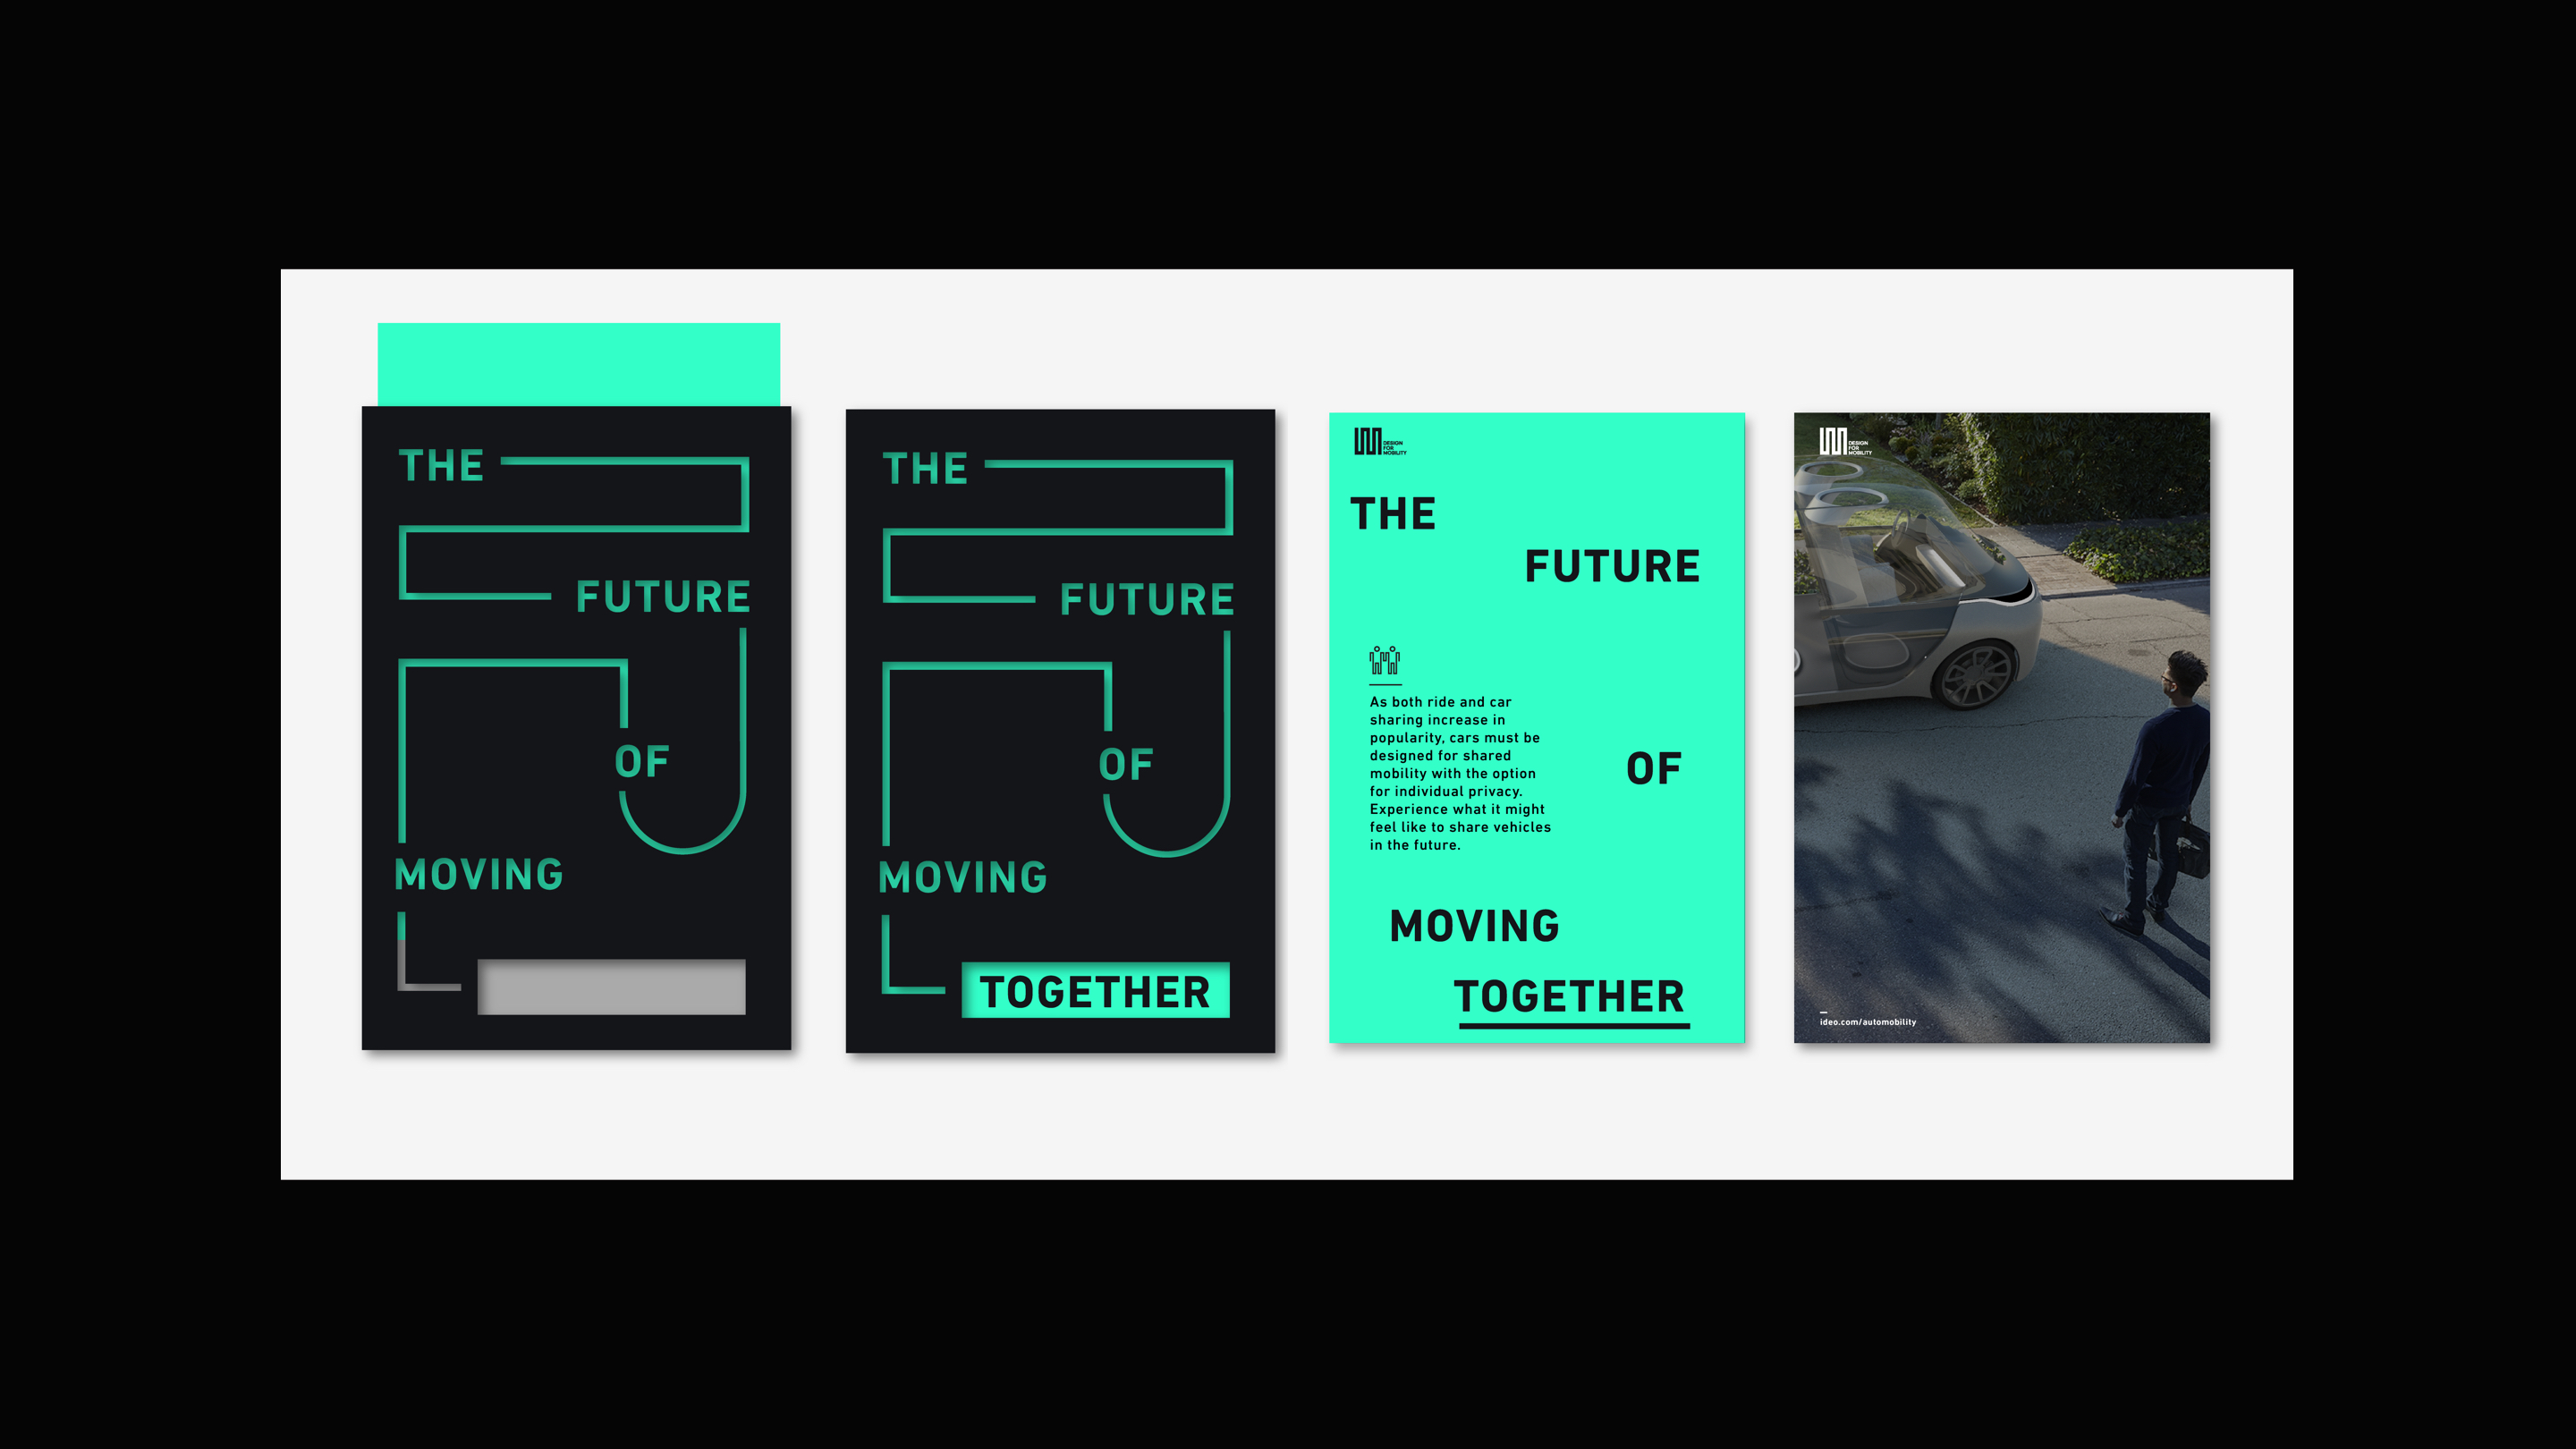 THE
FUTURE
OF
MOVING
THE
FUTURE
OF
MOVING
TOGETHER
DESIGN
FOR
MOBILITY
THE
FUTURE
As both ride and car
sharing increase in
popularity, cars must be
designed for shared
mobility with the option
for individual privacy.
Experience what it might
feel like to share vehicles
in the future.
OF
MOVING
TOGETHER
DESIGN
FOR
MOBILITY
ideo.com/automobility